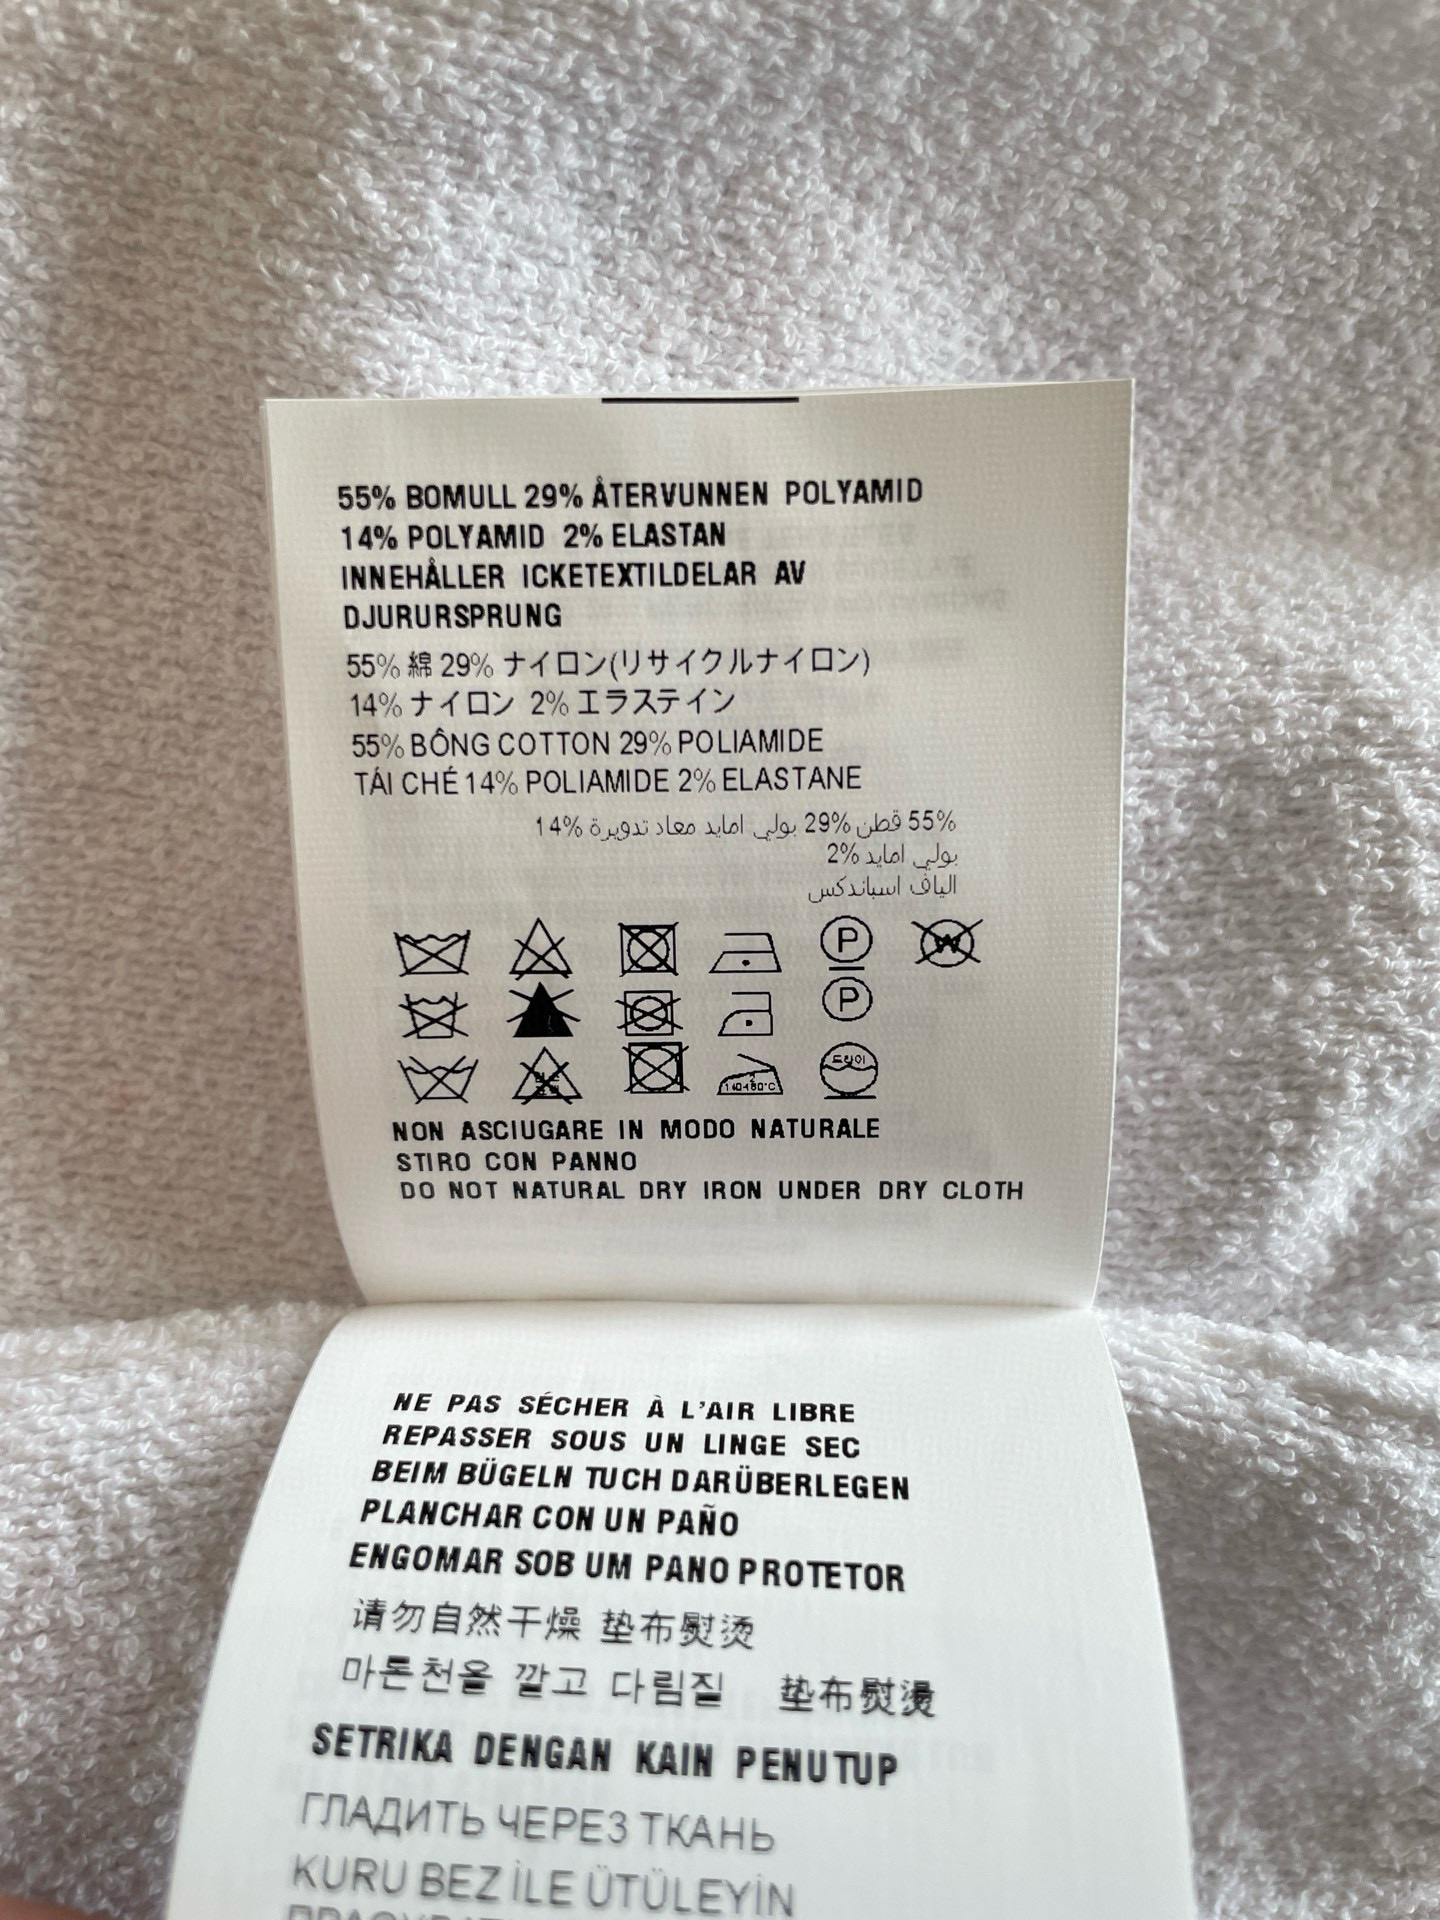 55% BOMULL 29% ÅTERVUNNEN POLYAMID
14% POLYAMID 2% ELASTAN
INNEHÅLLER ICKETEXTILDELAR AV
DJURURSPRUNG
55% 綿 29% ナイロン(リサイクルナイロン)
14% ナイロン 2% エラステイン
55% BÔNG COTTON 29% POLIAMIDE
TÁI CHÉ 14% POLIAMIDE 2% ELASTANE
55% قطن 29% بولي امايد معاد تدويرة 14%
بولي امايد 2%
الياف اسباندكس
P W
P
140-160°C 드라이
NON ASCIUGARE IN MODO NATURALE
STIRO CON PANNO
DO NOT NATURAL DRY IRON UNDER DRY CLOTH
NE PAS SÉCHER À L'AIR LIBRE
REPASSER SOUS UN LINGE SEC
BEIM BÜGELN TUCH DARÜBERLEGEN
PLANCHAR CON UN PAÑO
ENGOMAR SOB UM PANO PROTETOR
请勿自然干燥 垫布熨烫
마른천을 깔고 다림질 垫布熨燙
SETRIKA DENGAN KAIN PENUTUP
ГЛАДИТЬ ЧЕРЕЗ ТКАНЬ
KURU BEZ İLE ÜTÜLEYİN